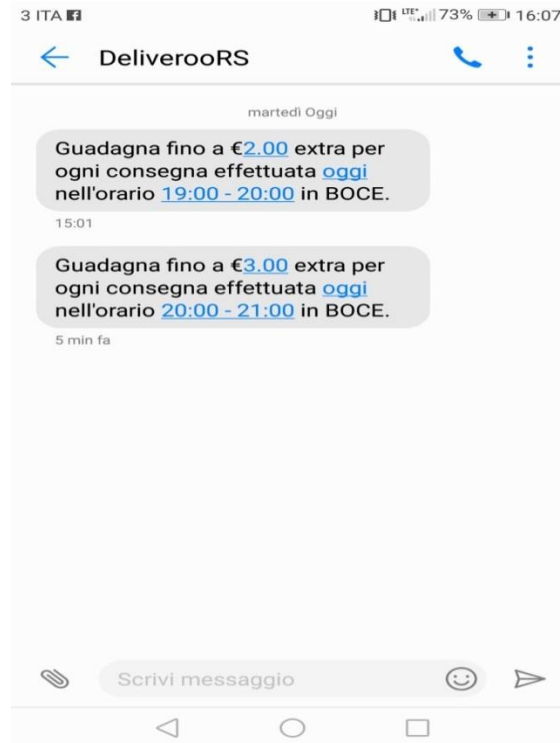 3 ITA LTE+ 73% 16:07
DeliverooRS
martedì Oggi
Guadagna fino a €2.00 extra per
ogni consegna effettuata oggi
nell'orario 19:00 - 20:00 in BOCE.
15:01
Guadagna fino a €3.00 extra per
ogni consegna effettuata oggi
nell'orario 20:00 - 21:00 in BOCE.
5 min fa
Scrivi messaggio